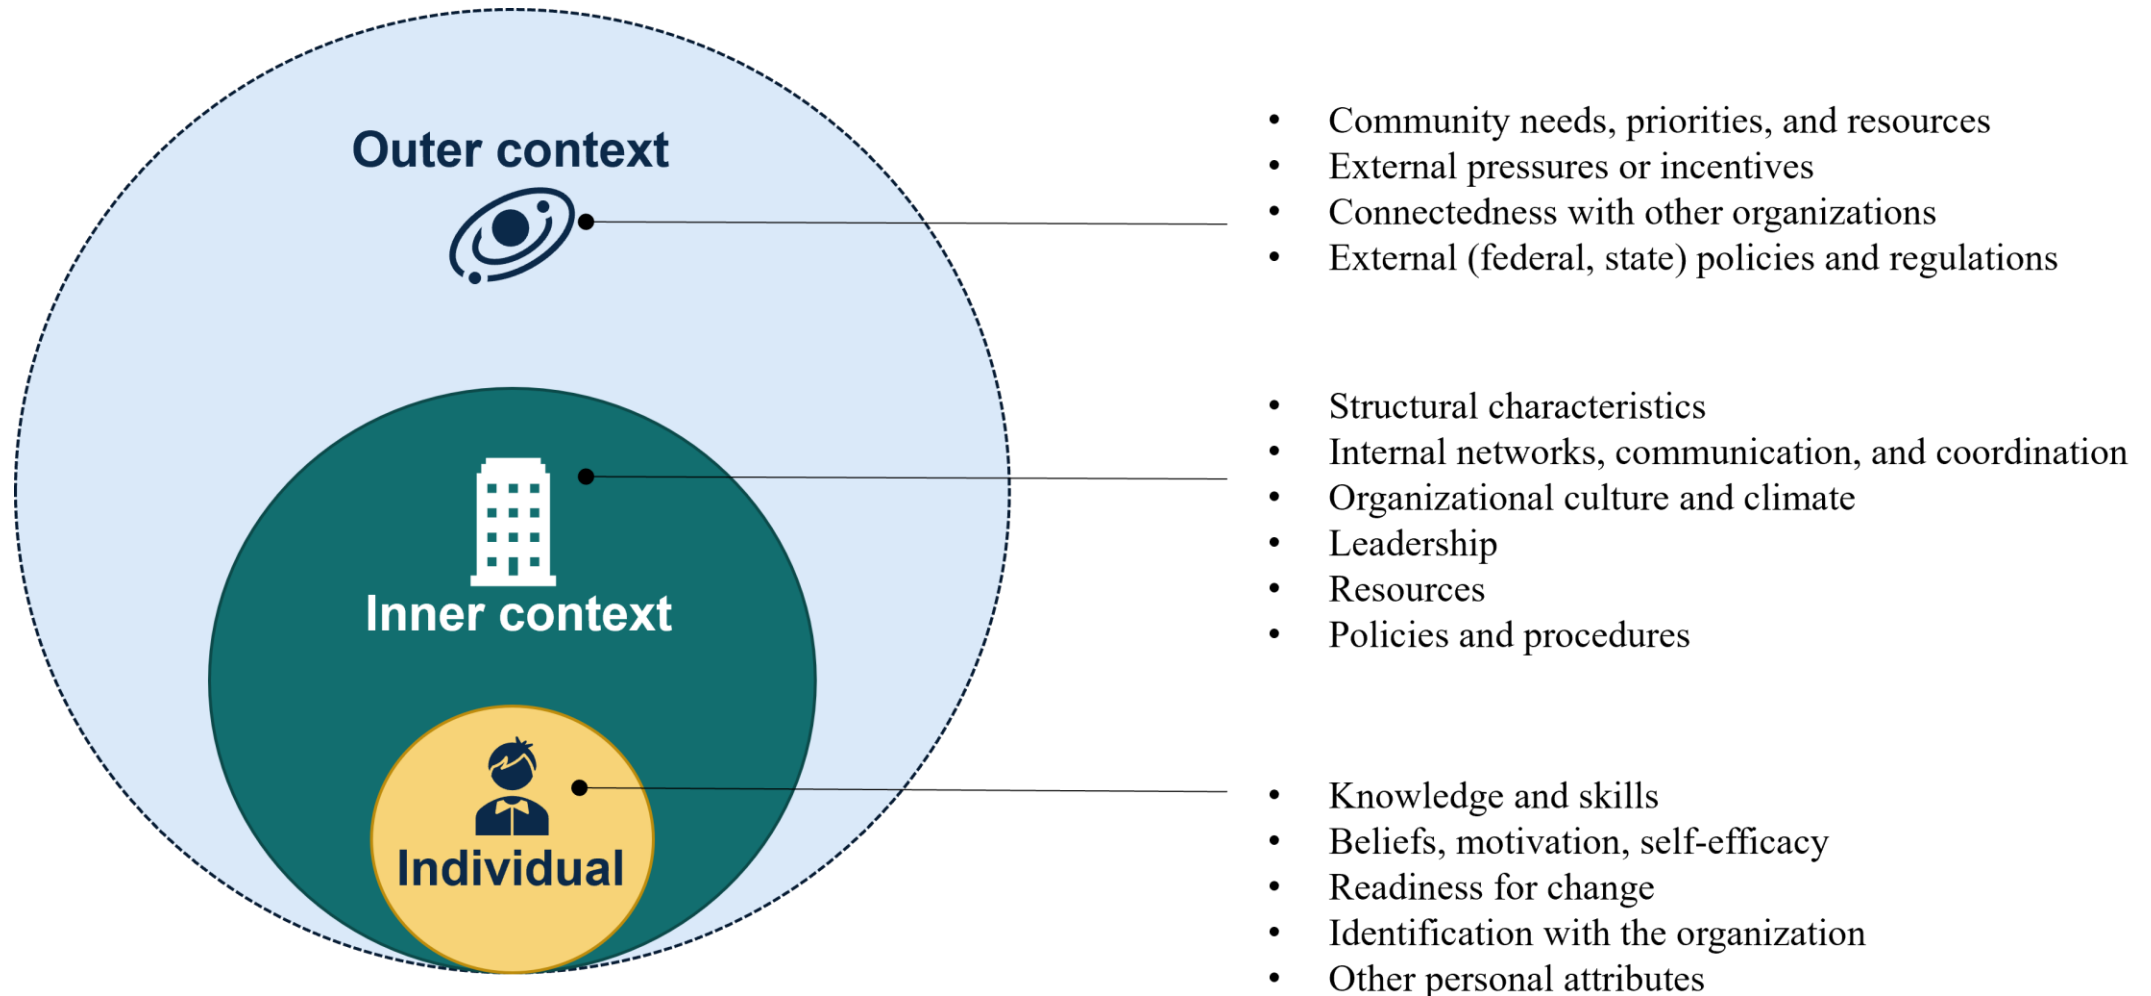 Outer context
• Community needs, priorities, and resources
• External pressures or incentives
• Connectedness with other organizations
• External (federal, state) policies and regulations
Inner context
• Structural characteristics
• Internal networks, communication, and coordination
• Organizational culture and climate
• Leadership
• Resources
• Policies and procedures
Individual
• Knowledge and skills
• Beliefs, motivation, self-efficacy
• Readiness for change
• Identification with the organization
• Other personal attributes